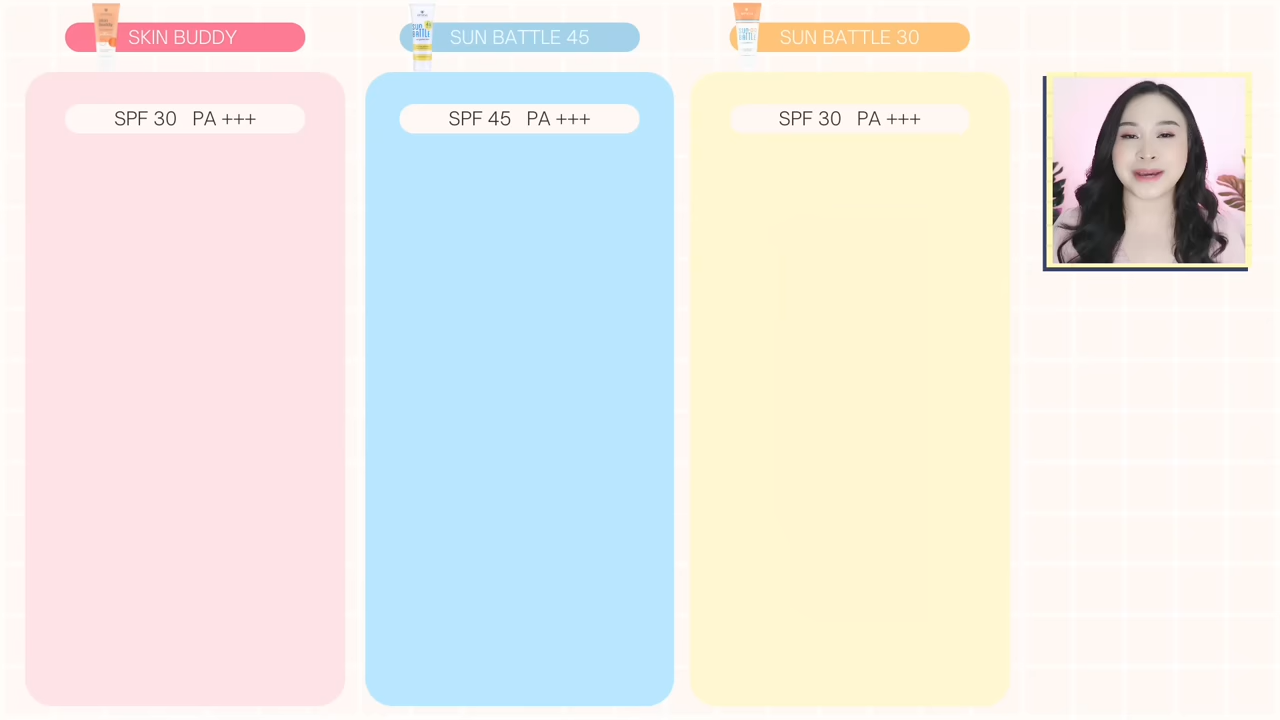 SKIN BUDDY
SUN BATTLE 45
SUN BATTLE 30
SPF 30 PA +++
SPF 45 PA +++
SPF 30 PA +++